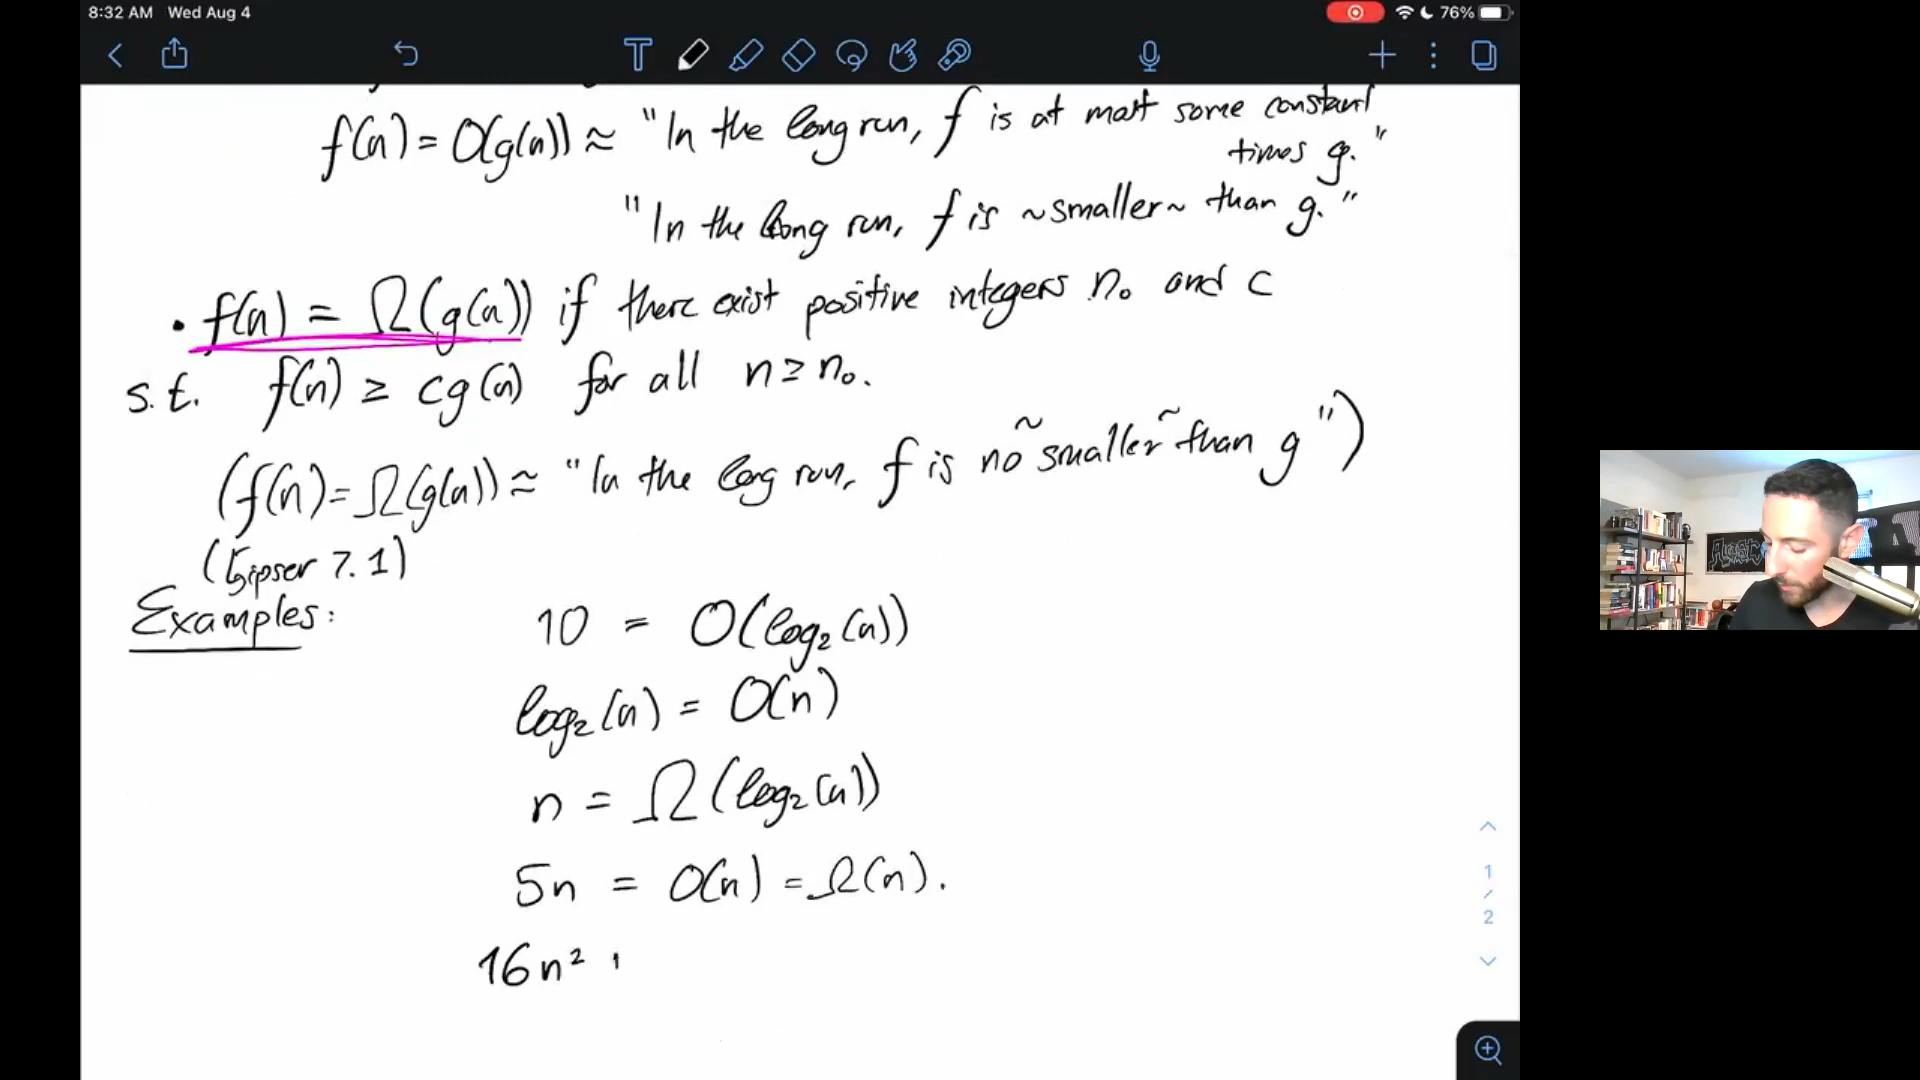 8:32 AM Wed Aug 4 76%
f(n) = O(g(n)) ≈ "In the long run, f is at most some constant
times g."
"In the long run, f is ~smaller~ than g."
• f(n) = Ω(g(n)) if there exist positive integers n₀ and c
s.t. f(n) ≥ cg(n) for all n ≥ n₀.
(f(n) = Ω(g(n)) ≈ "In the long run, f is no ~smaller~ than g")
(Sipser 7.1)
Examples: 10 = O(log₂(n))
log₂(n) = O(n)
n = Ω(log₂(n))
5n = O(n) = Ω(n).
16n²
1
/
2